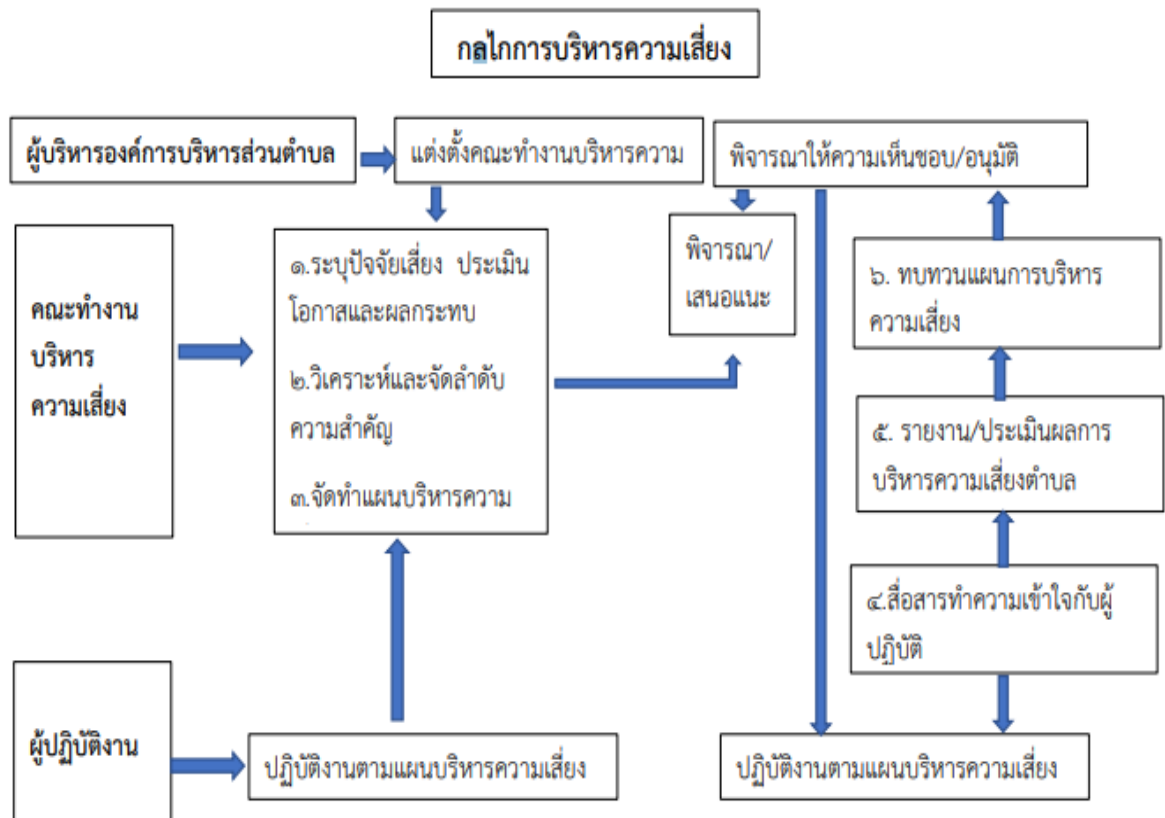 กลไกการบริหารความเสี่ยง
ผู้บริหารองค์การบริหารส่วนตำบล
แต่งตั้งคณะทำงานบริหารความ
พิจารณาให้ความเห็นชอบ/อนุมัติ
คณะทำงาน
บริหาร
ความเสี่ยง
๑.ระบุปัจจัยเสี่ยง ประเมิน
โอกาสและผลกระทบ
๒.วิเคราะห์และจัดลำดับ
ความสำคัญ
๓.จัดทำแผนบริหารความ
พิจารณา/
เสนอแนะ
๖. ทบทวนแผนการบริหาร
ความเสี่ยง
๕. รายงาน/ประเมินผลการ
บริหารความเสี่ยงตำบล
๔.สื่อสารทำความเข้าใจกับผู้
ปฏิบัติ
ผู้ปฏิบัติงาน
ปฏิบัติงานตามแผนบริหารความเสี่ยง
ปฏิบัติงานตามแผนบริหารความเสี่ยง